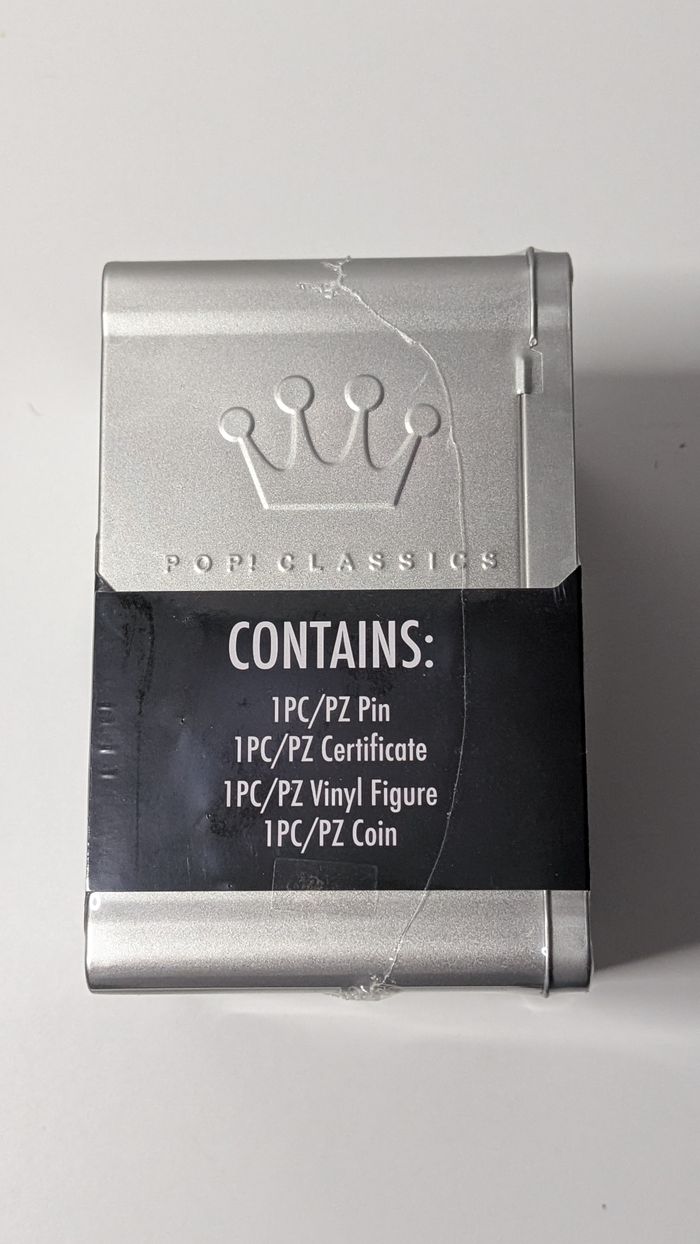 POP! CLASSICS
CONTAINS:
1PC/PZ Pin
1PC/PZ Certificate
1PC/PZ Vinyl Figure
1PC/PZ Coin